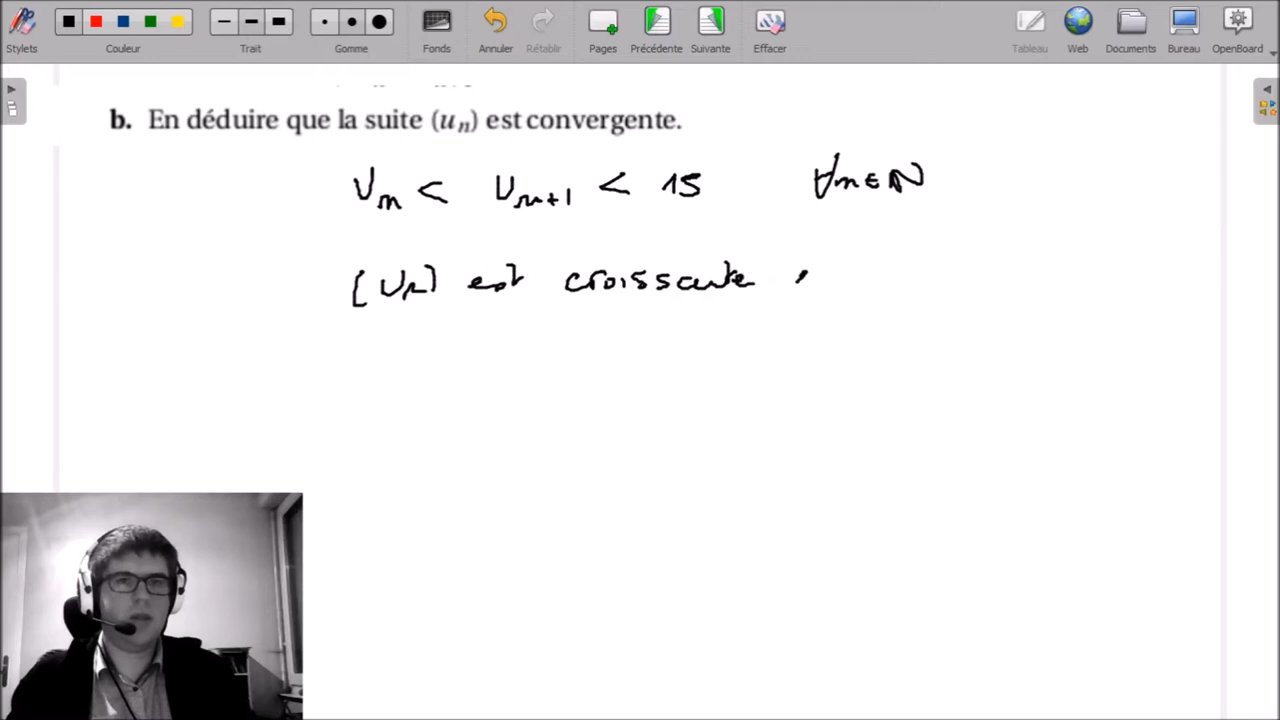 Stylets Couleur Trait Gomme Fonds Annuler Rétablir Pages Précédente Suivante Effacer Tableau Web Documents Bureau OpenBoard
b. En déduire que la suite (uₙ) est convergente.
Uₙ < Uₙ₊₁ < 15 ∀n∈ℕ
(Uₙ) est croissante